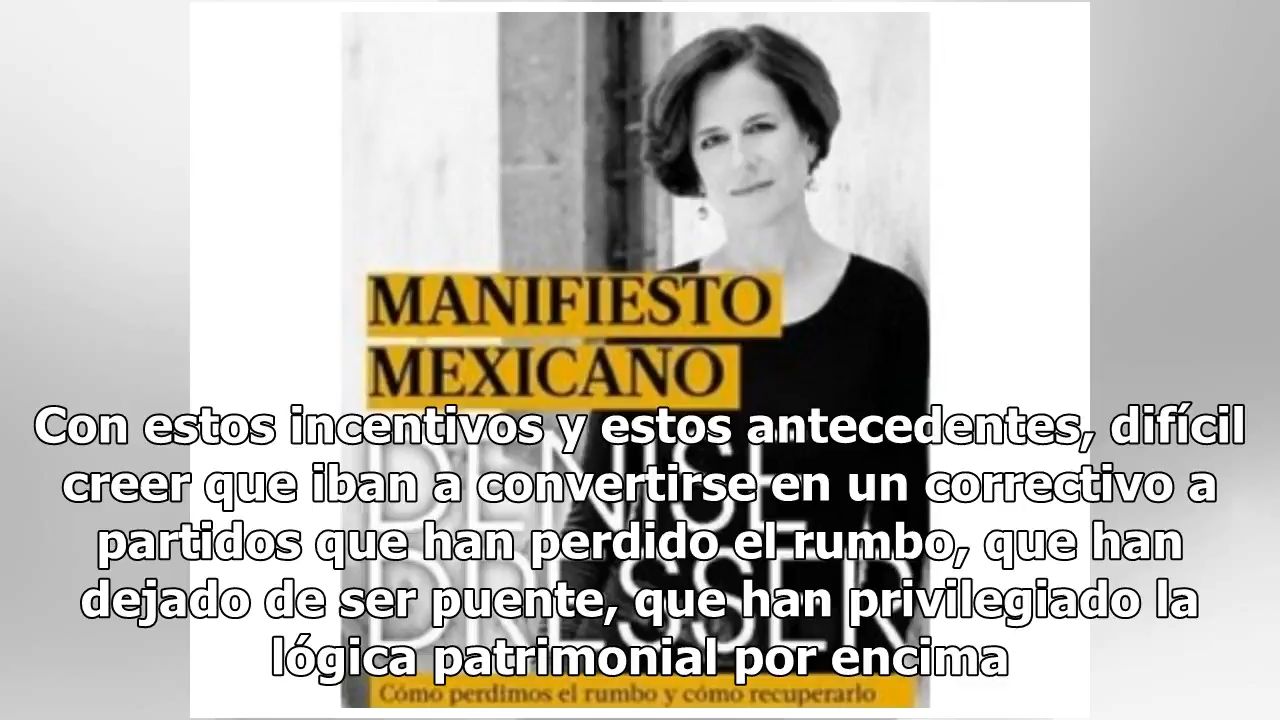 MANIFIESTO
MEXICANO
Con estos incentivos y estos antecedentes, difícil
creer que iban a convertirse en un correctivo a
partidos que han perdido el rumbo, que han
dejado de ser puente, que han privilegiado la
lógica patrimonial por encima
DENISE
DRESSER
Cómo perdimos el rumbo y cómo recuperarlo